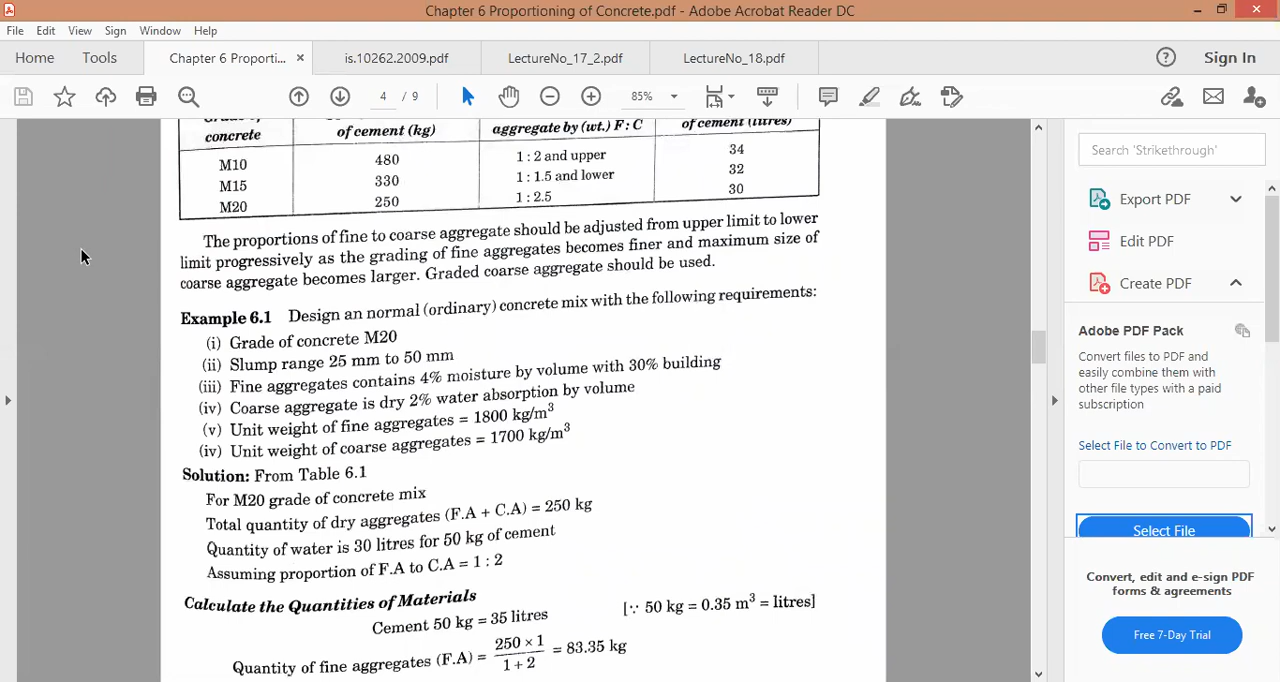 Chapter 6 Proportioning of Concrete.pdf - Adobe Acrobat Reader DC
File Edit View Sign Window Help
Home Tools Chapter 6 Proporti... × is.10262.2009.pdf LectureNo_17_2.pdf LectureNo_18.pdf ? Sign In
4 / 9 85%
concrete of cement (kg) aggregate by (wt.) F : C of cement (litres)
M10 480 1 : 2 and upper 34
M15 330 1 : 1.5 and lower 32
M20 250 1 : 2.5 30
The proportions of fine to coarse aggregate should be adjusted from upper limit to lower
limit progressively as the grading of fine aggregates becomes finer and maximum size of
coarse aggregate becomes larger. Graded coarse aggregate should be used.
Example 6.1 Design an normal (ordinary) concrete mix with the following requirements:
(i) Grade of concrete M20
(ii) Slump range 25 mm to 50 mm
(iii) Fine aggregates contains 4% moisture by volume with 30% building
(iv) Coarse aggregate is dry 2% water absorption by volume
(v) Unit weight of fine aggregates = 1800 kg/m³
(iv) Unit weight of coarse aggregates = 1700 kg/m³
Solution: From Table 6.1
For M20 grade of concrete mix
Total quantity of dry aggregates (F.A + C.A) = 250 kg
Quantity of water is 30 litres for 50 kg of cement
Assuming proportion of F.A to C.A = 1 : 2
Calculate the Quantities of Materials
Cement 50 kg = 35 litres [∵ 50 kg = 0.35 m³ = litres]
Quantity of fine aggregates (F.A) = 250 × 1 / 1 + 2 = 83.35 kg
Search 'Strikethrough'
Export PDF
Edit PDF
Create PDF
Adobe PDF Pack
Convert files to PDF and
easily combine them with
other file types with a paid
subscription
Select File to Convert to PDF
Select File
Convert, edit and e-sign PDF
forms & agreements
Free 7-Day Trial